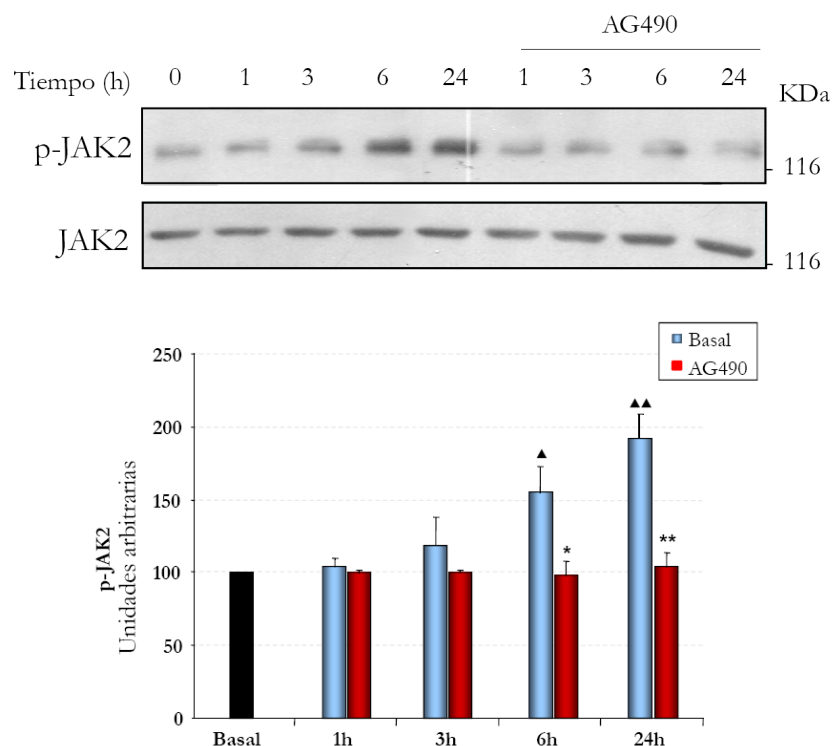 AG490
Tiempo (h) 0 1 3 6 24 1 3 6 24 KDa
p-JAK2
116
JAK2
116
Basal
AG490
250
200
150
100
50
0
p-JAK2
Unidades arbitrarias
▲
▲▲
*
**
Basal 1h 3h 6h 24h